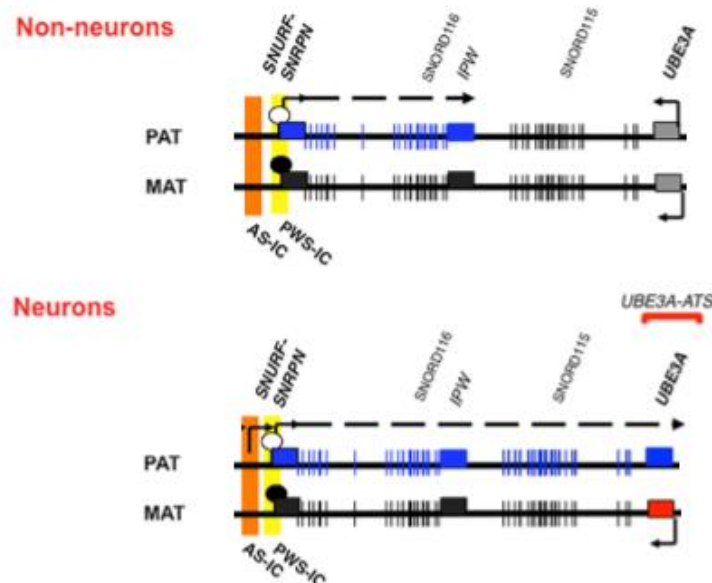 Non-neurons
SNURF-
SNRPN
SNORD116
IPW
SNORD115
UBE3A
PAT
MAT
AS-IC
PWS-IC
Neurons
UBE3A-ATS
SNURF-
SNRPN
SNORD116
IPW
SNORD115
UBE3A
PAT
MAT
AS-IC
PWS-IC